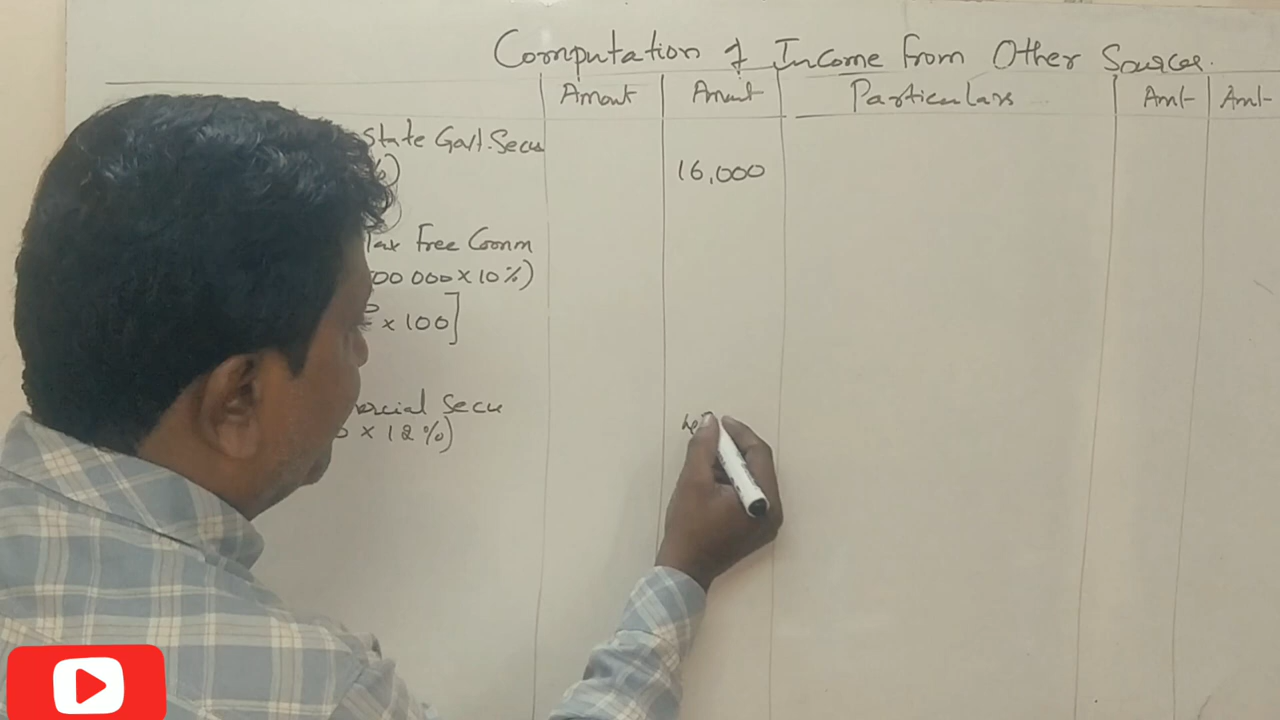 Computation of Income from Other Sources.
Amount Amount Particulars Amt Amt
State Govt. Secu
%) 16,000
Tax Free Comm
00 000 x 10%)
x 100]
ercial Secu
x 12%)